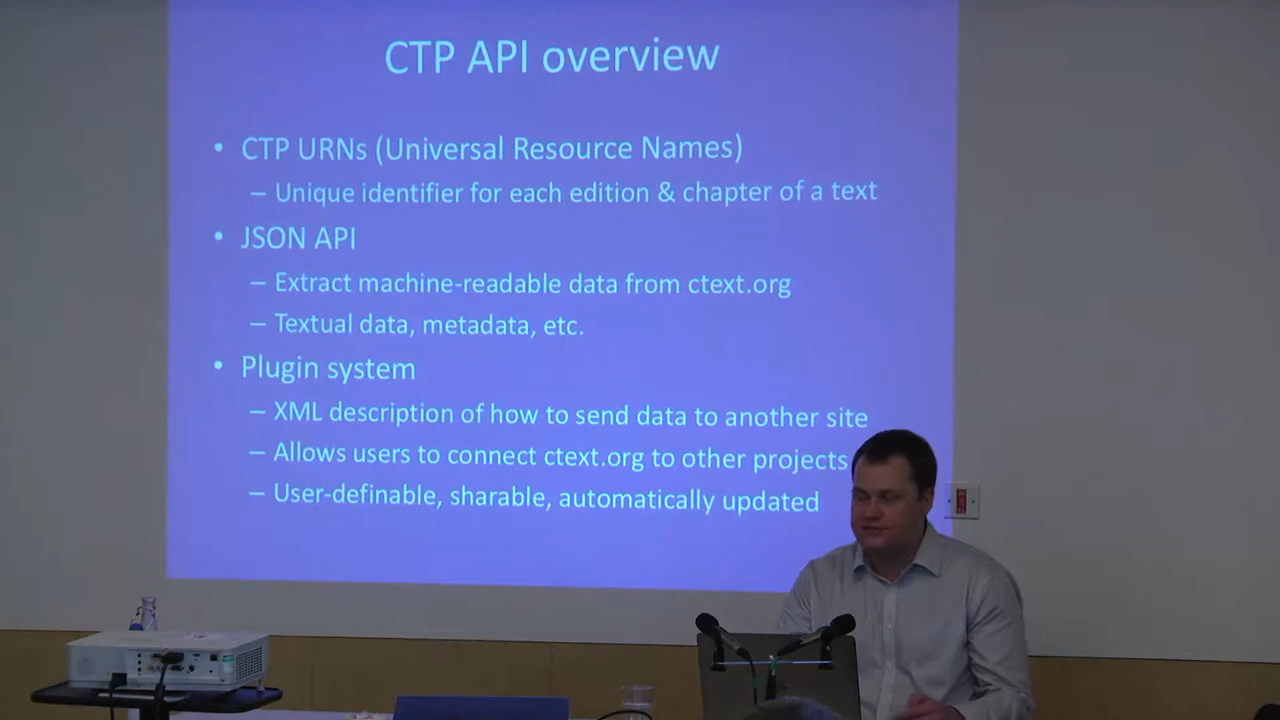 CTP API overview
• CTP URNs (Universal Resource Names)
– Unique identifier for each edition & chapter of a text
• JSON API
– Extract machine-readable data from ctext.org
– Textual data, metadata, etc.
• Plugin system
– XML description of how to send data to another site
– Allows users to connect ctext.org to other projects
– User-definable, sharable, automatically updated